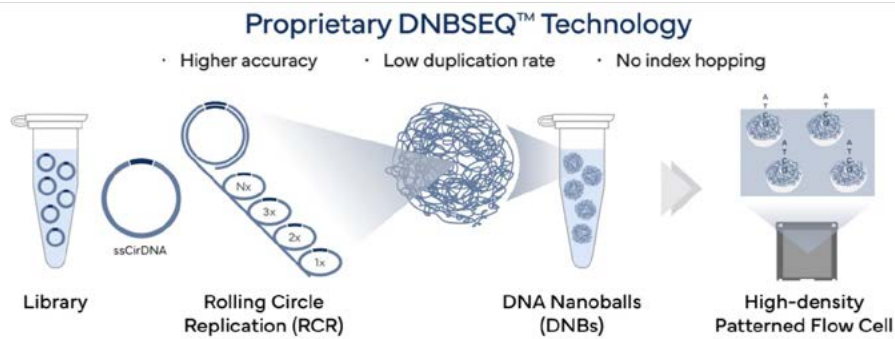 Proprietary DNBSEQ™ Technology
· Higher accuracy · Low duplication rate · No index hopping
ssCirDNA
Nx
3x
2x
1x
A
T
C
G
A
T
C
G
A
T
C
G
A
T
C
G
Library
Rolling Circle
Replication (RCR)
DNA Nanoballs
(DNBs)
High-density
Patterned Flow Cell